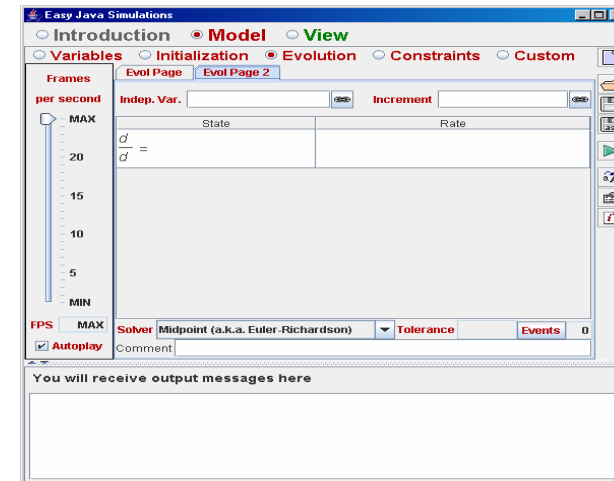 Easy Java Simulations
Introduction Model View
Variables Initialization Evolution Constraints Custom
Frames per second
Evol Page Evol Page 2
Indep. Var. Increment
State Rate
d
d =
MAX
20
15
10
5
MIN
FPS MAX
Autoplay
Solver Midpoint (a.k.a. Euler-Richardson) Tolerance Events 0
Comment
You will receive output messages here